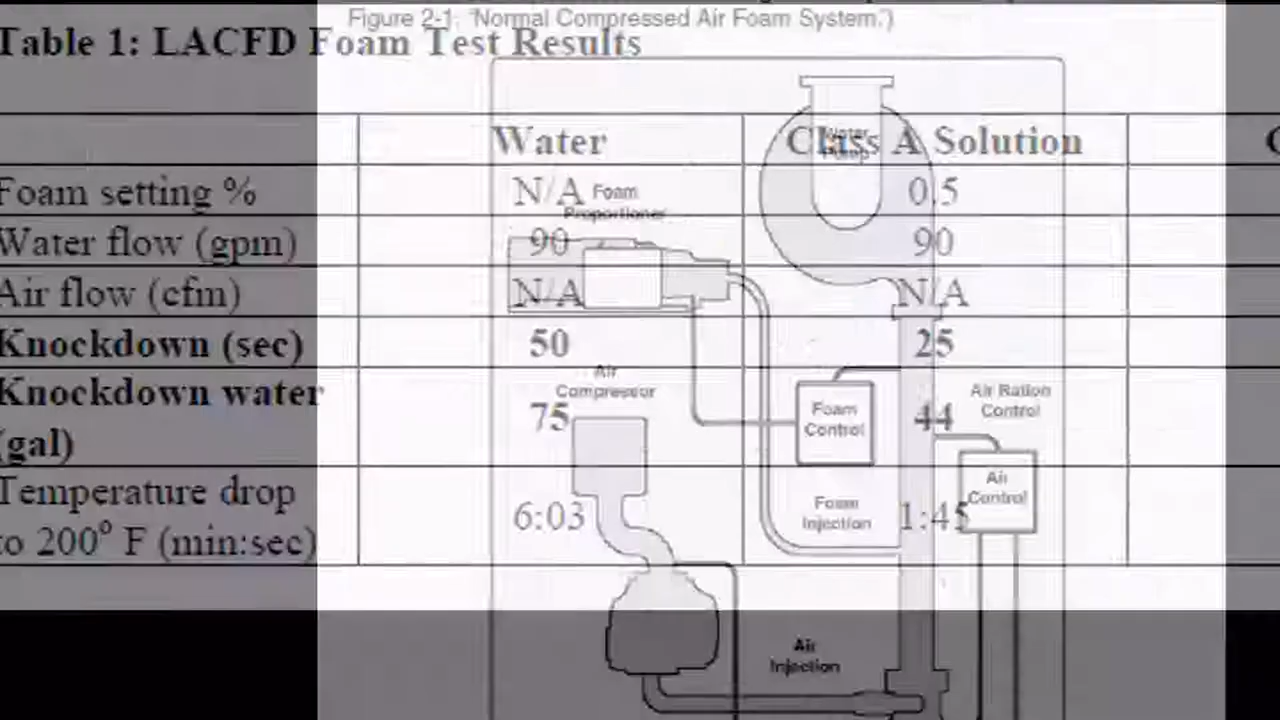 Figure 2-1, 'Normal Compressed Air Foam System.')
Table 1: LACFD Foam Test Results
Water
Class A Solution
Foam setting %
N/A
0.5
Water flow (gpm)
90
90
Air flow (cfm)
N/A
N/A
Knockdown (sec)
50
25
Knockdown water
(gal)
75
44
Temperature drop
to 200° F (min:sec)
6:03
1:45
Water
Pump
Foam
Proportioner
Air
Compressor
Foam
Control
Air Ration
Control
Air
Control
Foam
Injection
Air
Injection